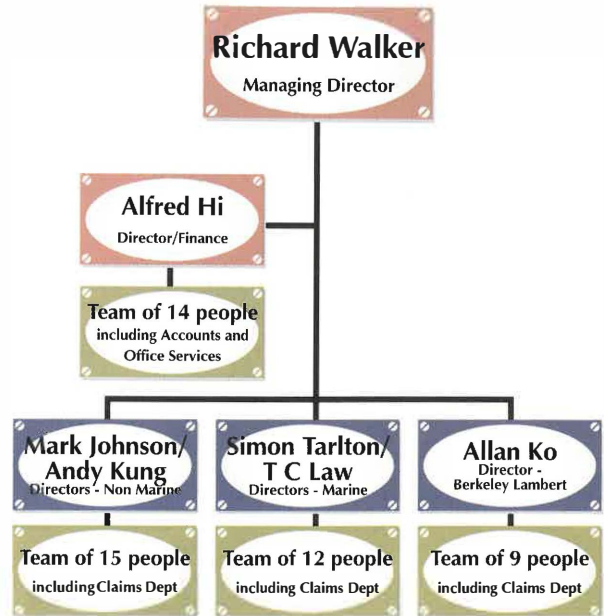 Richard Walker
Managing Director
Alfred Hi
Director/Finance
Team of 14 people
including Accounts and
Office Services
Mark Johnson/
Andy Kung
Directors - Non Marine
Team of 15 people
including Claims Dept
Simon Tarlton/
T C Law
Directors - Marine
Team of 12 people
including Claims Dept
Allan Ko
Director -
Berkeley Lambert
Team of 9 people
including Claims Dept